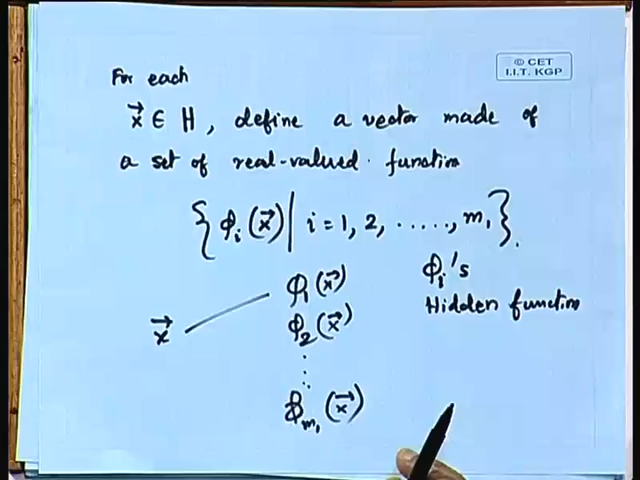 © CET
I.I.T. KGP
For each
x⃗ ∈ H, define a vector made of
a set of real-valued function
{ φᵢ(x⃗) | i = 1, 2, ....., m₁ }.
φᵢ's
Hidden function
φ₁(x⃗)
x⃗ φ₂(x⃗)
⋮
φₘ₁(x⃗)